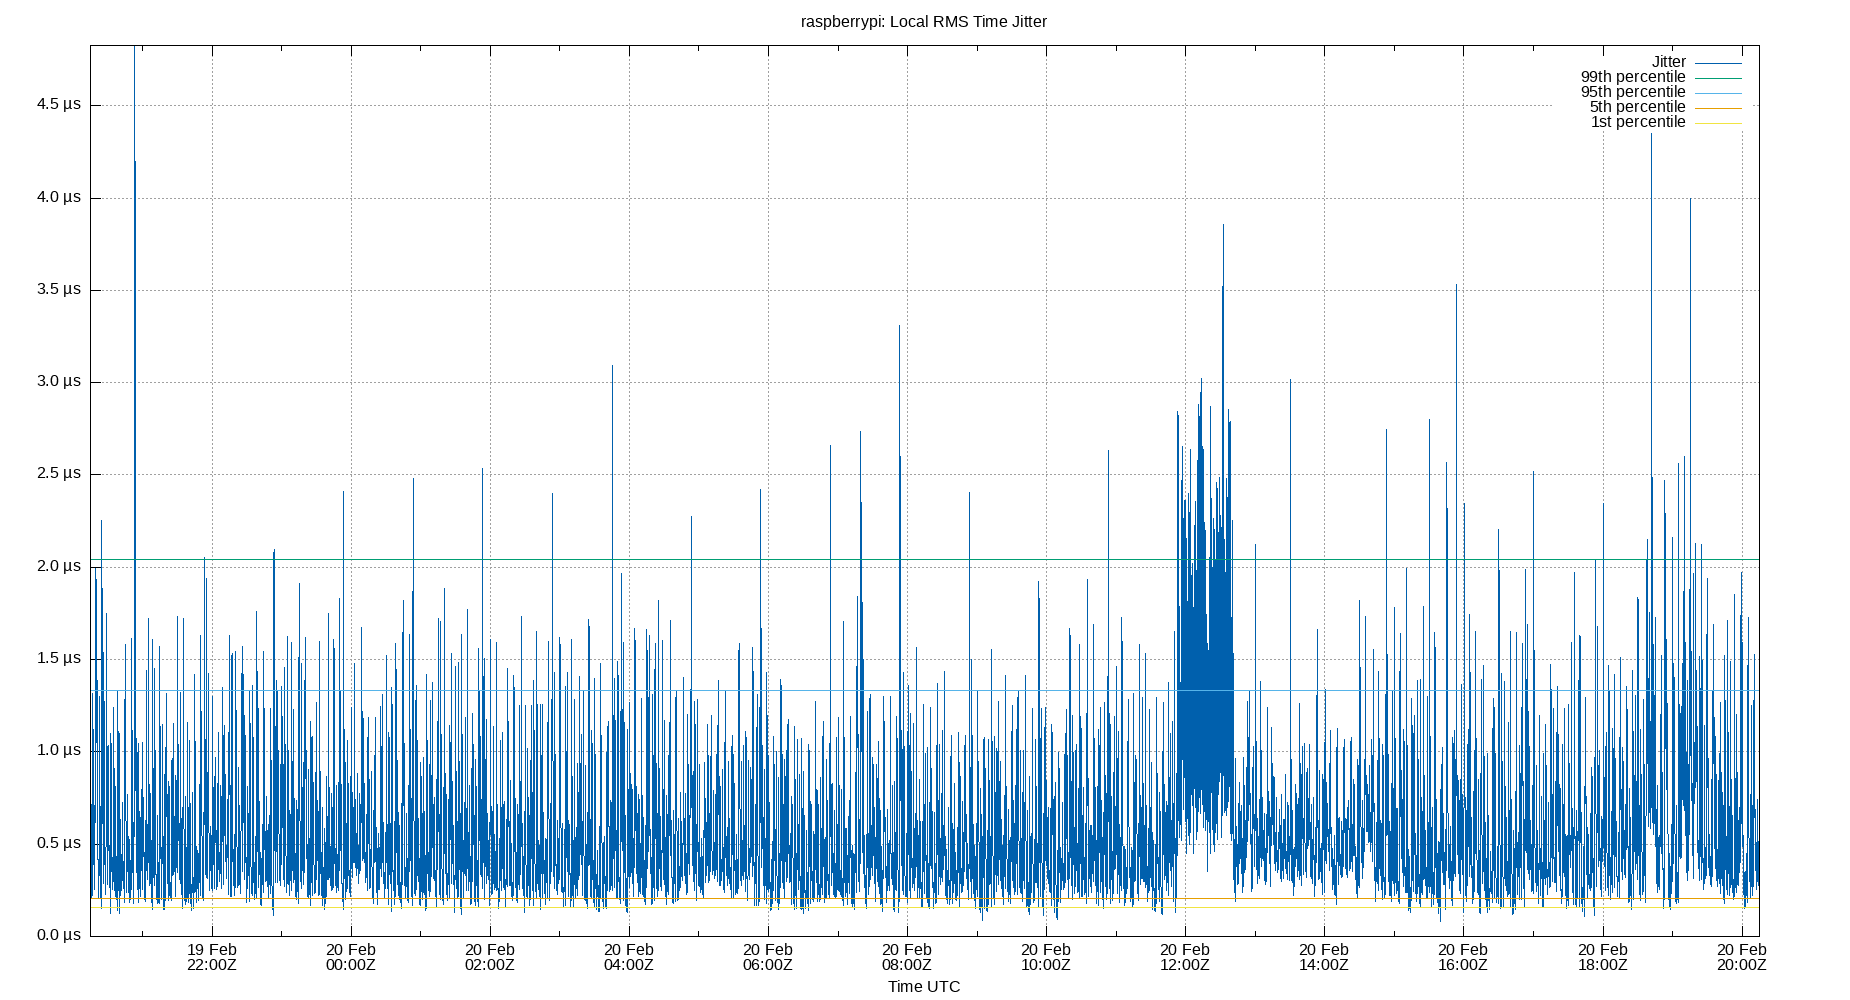 raspberrypi: Local RMS Time Jitter
Jitter
99th percentile
95th percentile
5th percentile
1st percentile
4.5 µs
4.0 µs
3.5 µs
3.0 µs
2.5 µs
2.0 µs
1.5 µs
1.0 µs
0.5 µs
0.0 µs
19 Feb 20 Feb 20 Feb 20 Feb 20 Feb 20 Feb 20 Feb 20 Feb 20 Feb 20 Feb 20 Feb 20 Feb
22:00Z 00:00Z 02:00Z 04:00Z 06:00Z 08:00Z 10:00Z 12:00Z 14:00Z 16:00Z 18:00Z 20:00Z
Time UTC